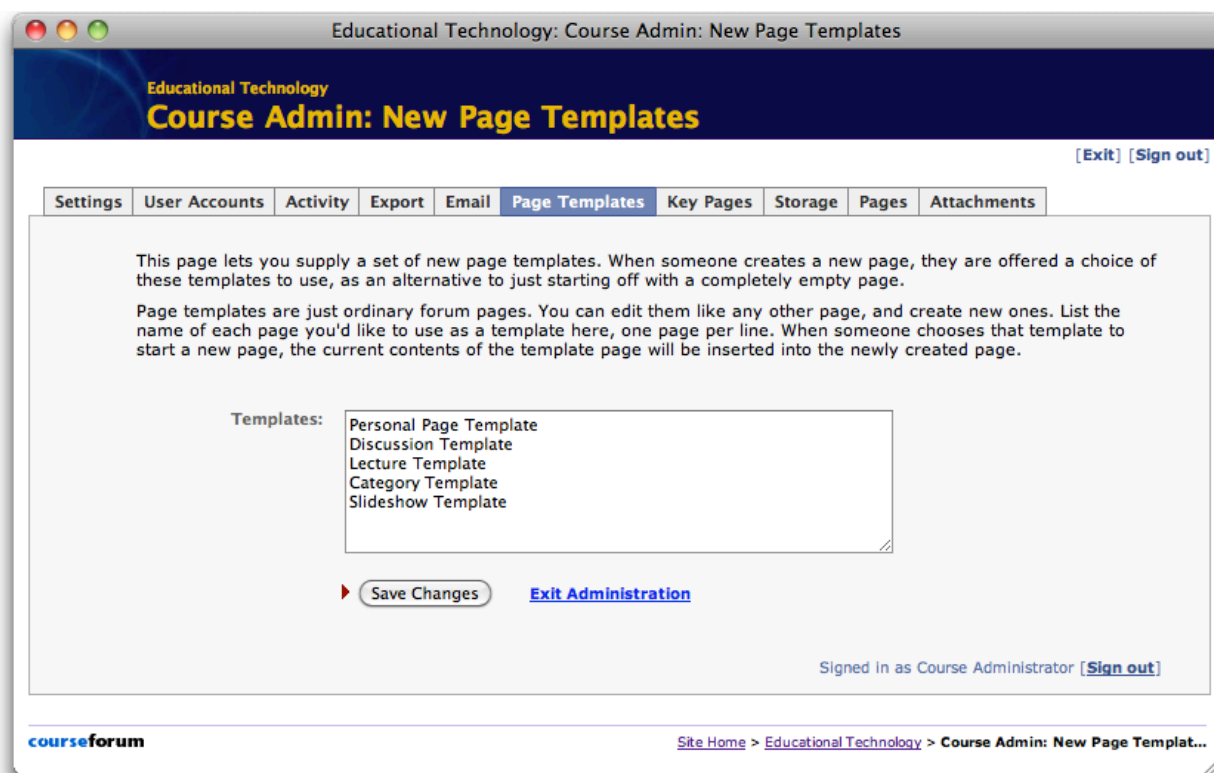 Educational Technology: Course Admin: New Page Templates
Educational Technology
Course Admin: New Page Templates
[Exit] [Sign out]
Settings User Accounts Activity Export Email Page Templates Key Pages Storage Pages Attachments
This page lets you supply a set of new page templates. When someone creates a new page, they are offered a choice of
these templates to use, as an alternative to just starting off with a completely empty page.
Page templates are just ordinary forum pages. You can edit them like any other page, and create new ones. List the
name of each page you'd like to use as a template here, one page per line. When someone chooses that template to
start a new page, the current contents of the template page will be inserted into the newly created page.
Templates:
Personal Page Template
Discussion Template
Lecture Template
Category Template
Slideshow Template
Save Changes Exit Administration
Signed in as Course Administrator [Sign out]
courseforum Site Home > Educational Technology > Course Admin: New Page Templat...